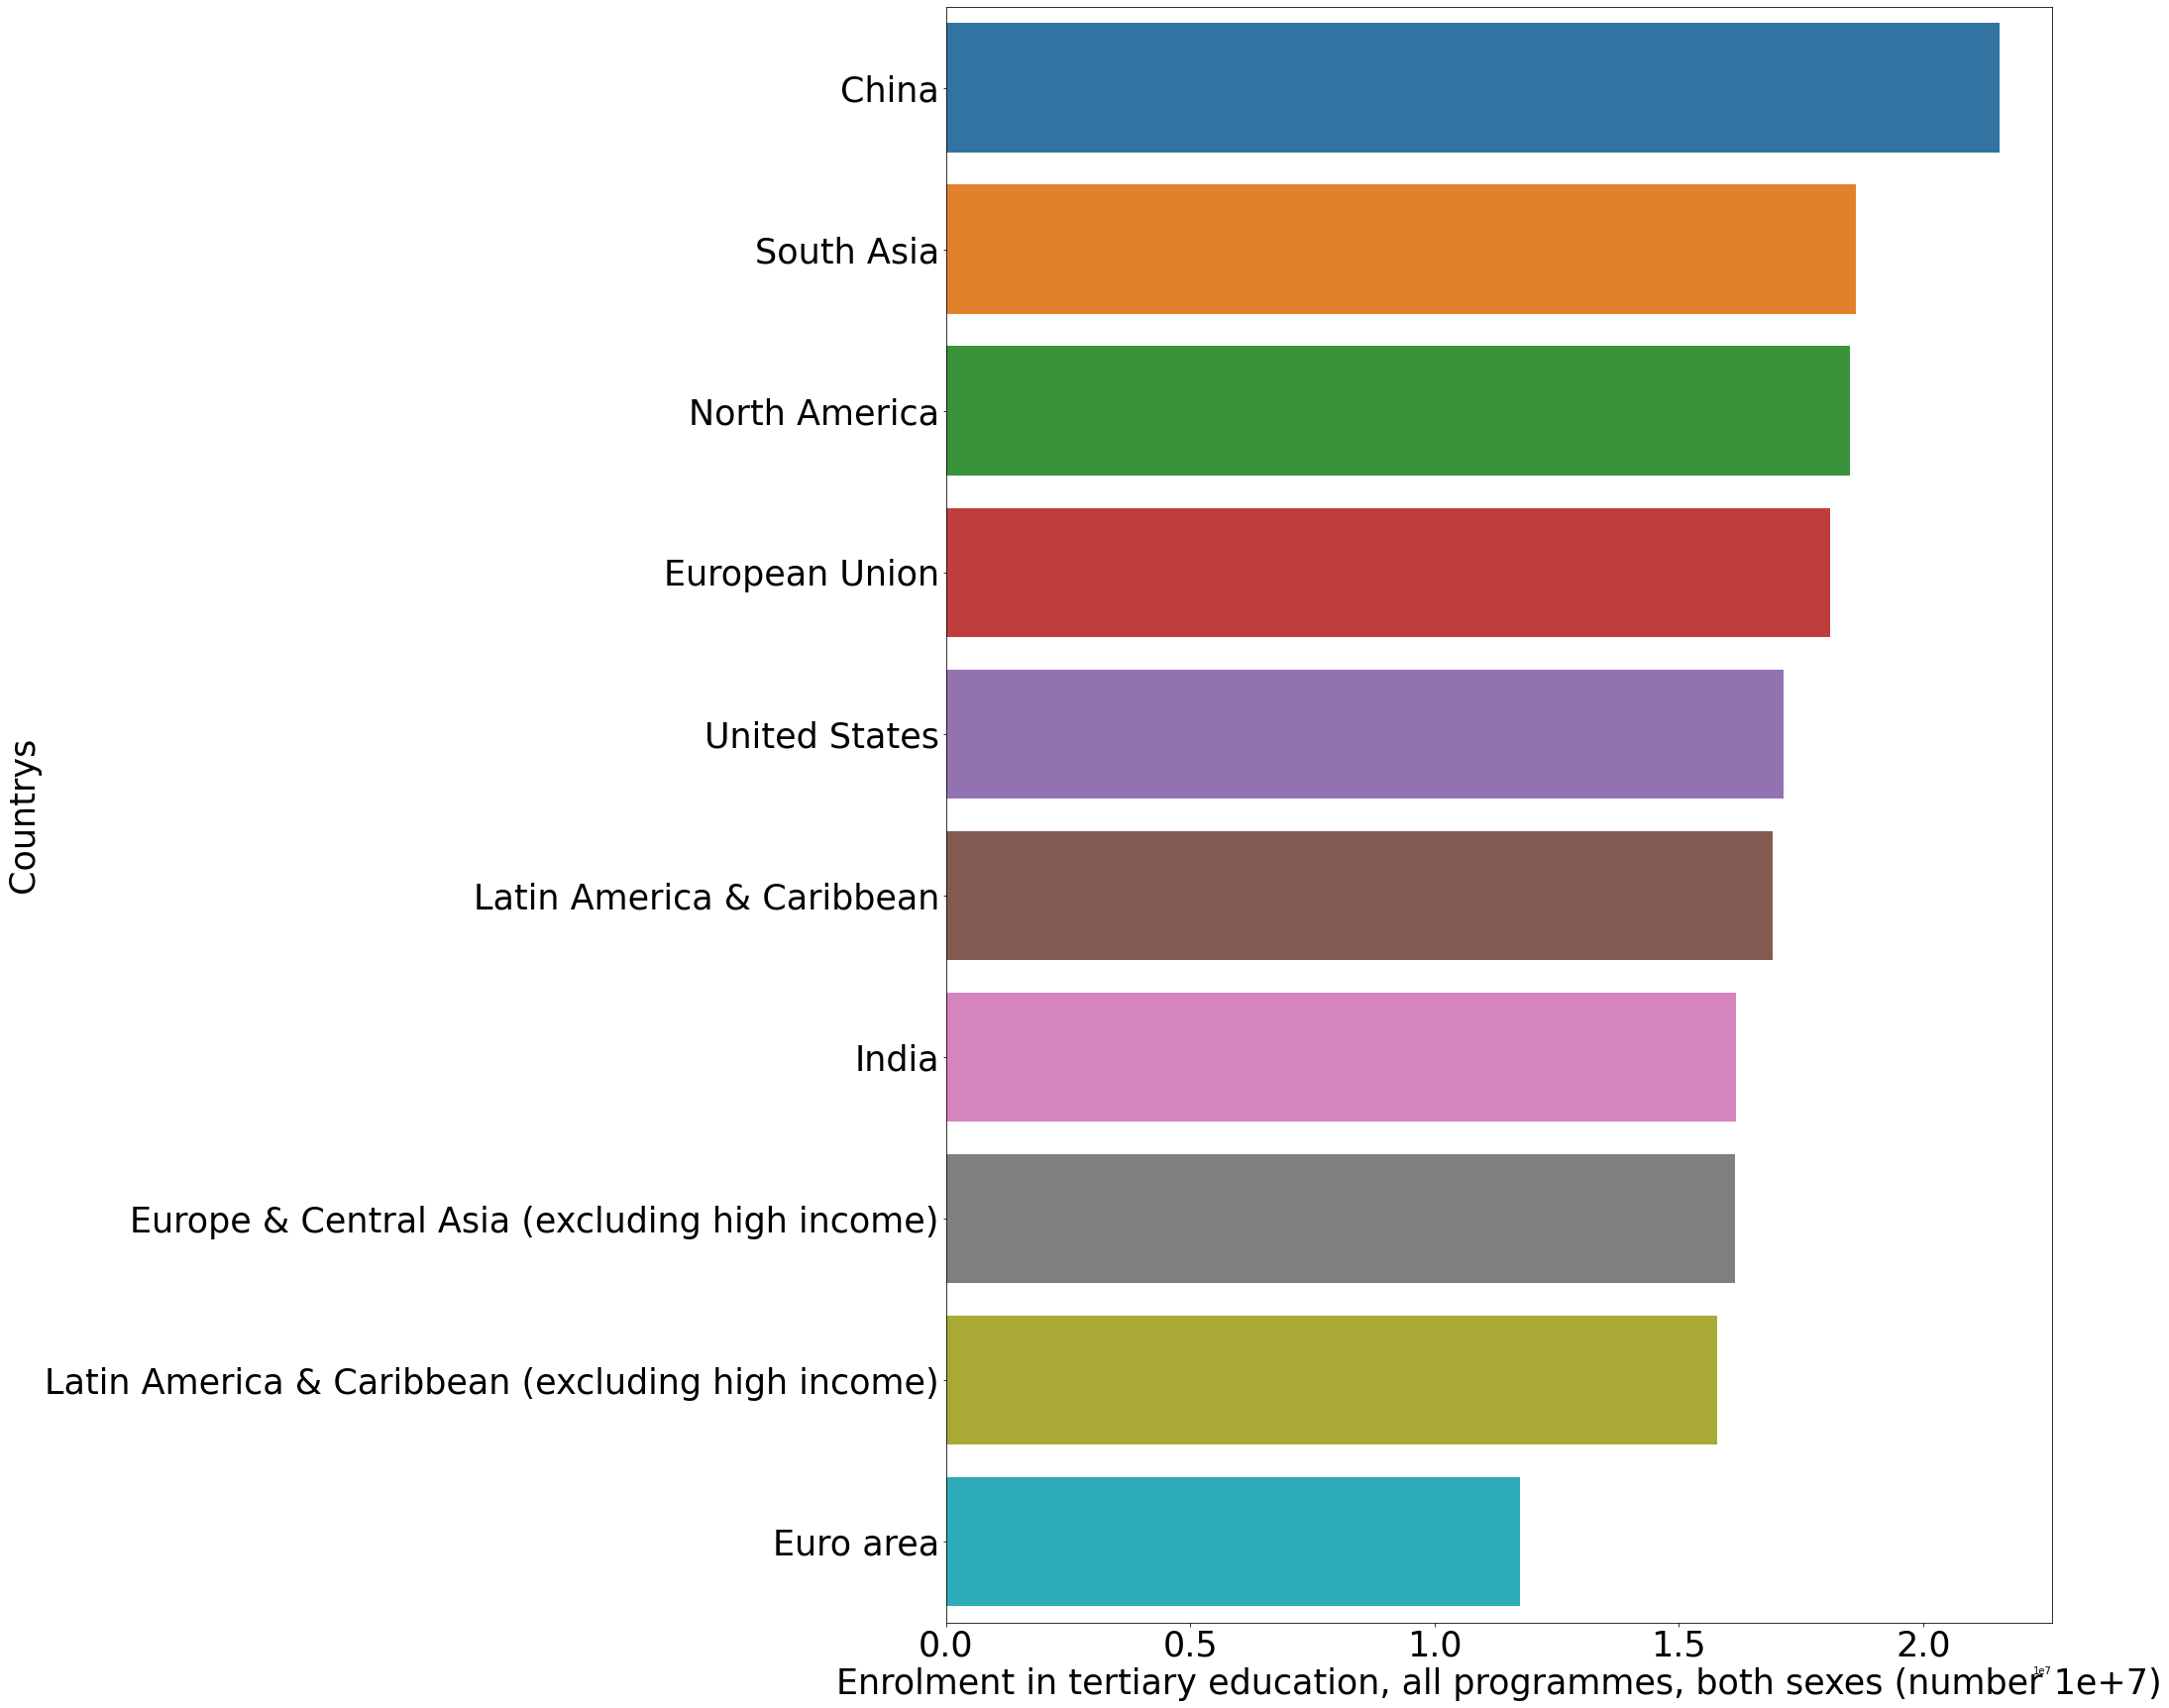 Countrys
China
South Asia
North America
European Union
United States
Latin America & Caribbean
India
Europe & Central Asia (excluding high income)
Latin America & Caribbean (excluding high income)
Euro area
0.0 0.5 1.0 1.5 2.0
1e7
Enrolment in tertiary education, all programmes, both sexes (number 1e+7)